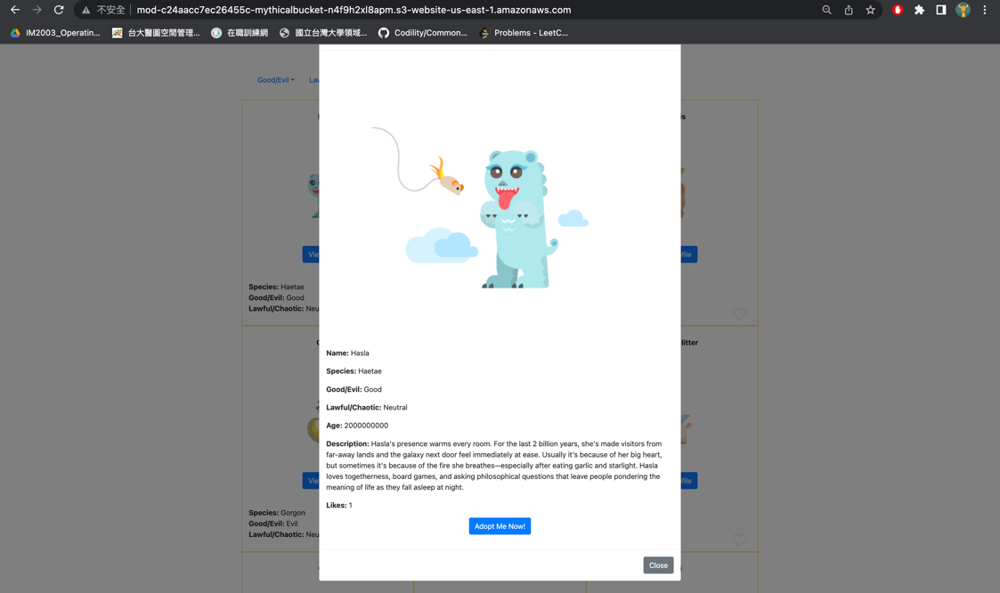 不安全
mod-c24aacc7ec26455c-mythicalbucket-n4f9h2xl8apm.s3-website-us-east-1.amazonaws.com
IM2003_Operatin...
台大醫圖空間管理...
在職訓練網
國立台灣大學領域...
Codility/Common...
Problems - LeetC...
Good/Evil
Law
Vie
file
Species: Haetae
Good/Evil: Good
Lawful/Chaotic: Neu
litter
Vie
file
Species: Gorgon
Good/Evil: Evil
Lawful/Chaotic: Neu
Name: Hasla
Species: Haetae
Good/Evil: Good
Lawful/Chaotic: Neutral
Age: 2000000000
Description: Hasla's presence warms every room. For the last 2 billion years, she's made visitors from
far-away lands and the galaxy next door feel immediately at ease. Usually it's because of her big heart,
but sometimes it's because of the fire she breathes—especially after eating garlic and starlight. Hasla
loves togetherness, board games, and asking philosophical questions that leave people pondering the
meaning of life as they fall asleep at night.
Likes: 1
Adopt Me Now!
Close